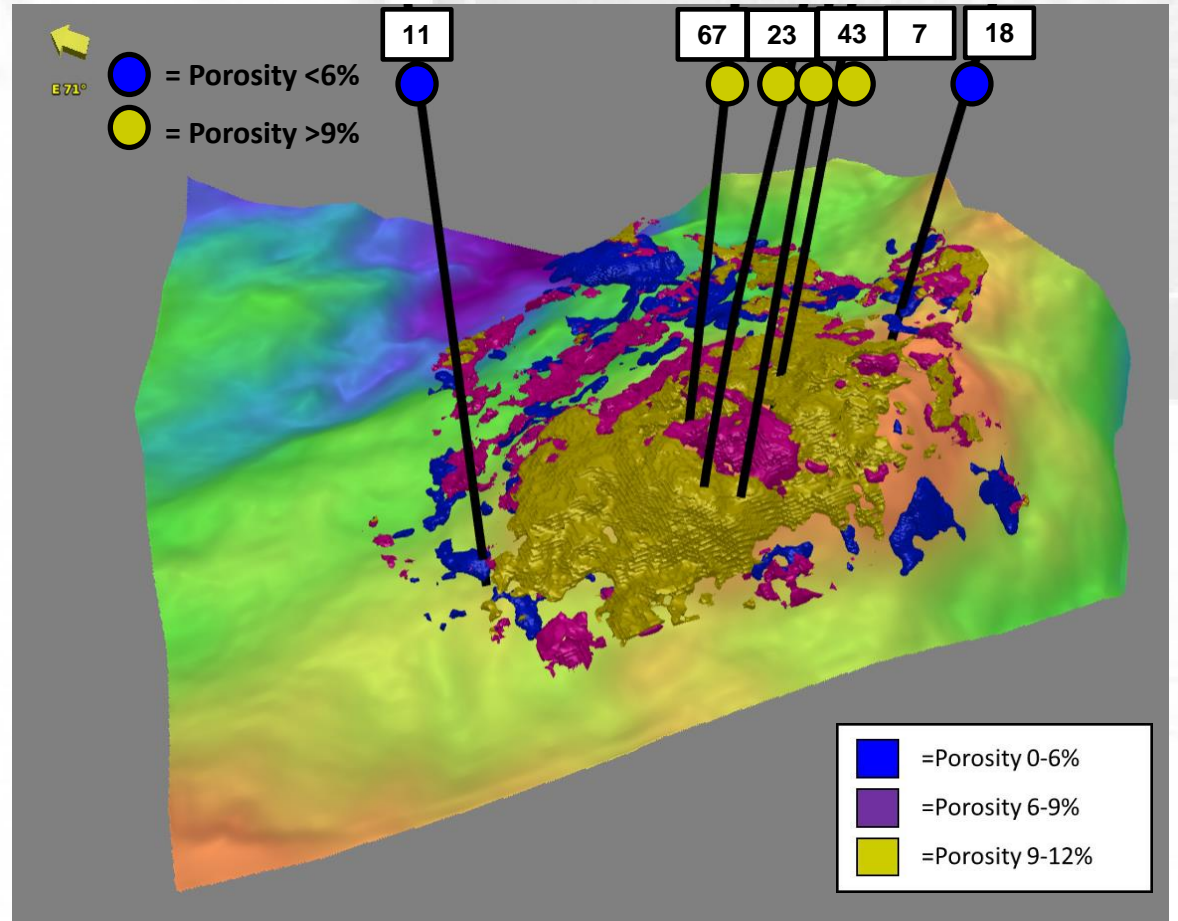 11
67
23
43
7
18
E 71°
= Porosity <6%
= Porosity >9%
=Porosity 0-6%
=Porosity 6-9%
=Porosity 9-12%